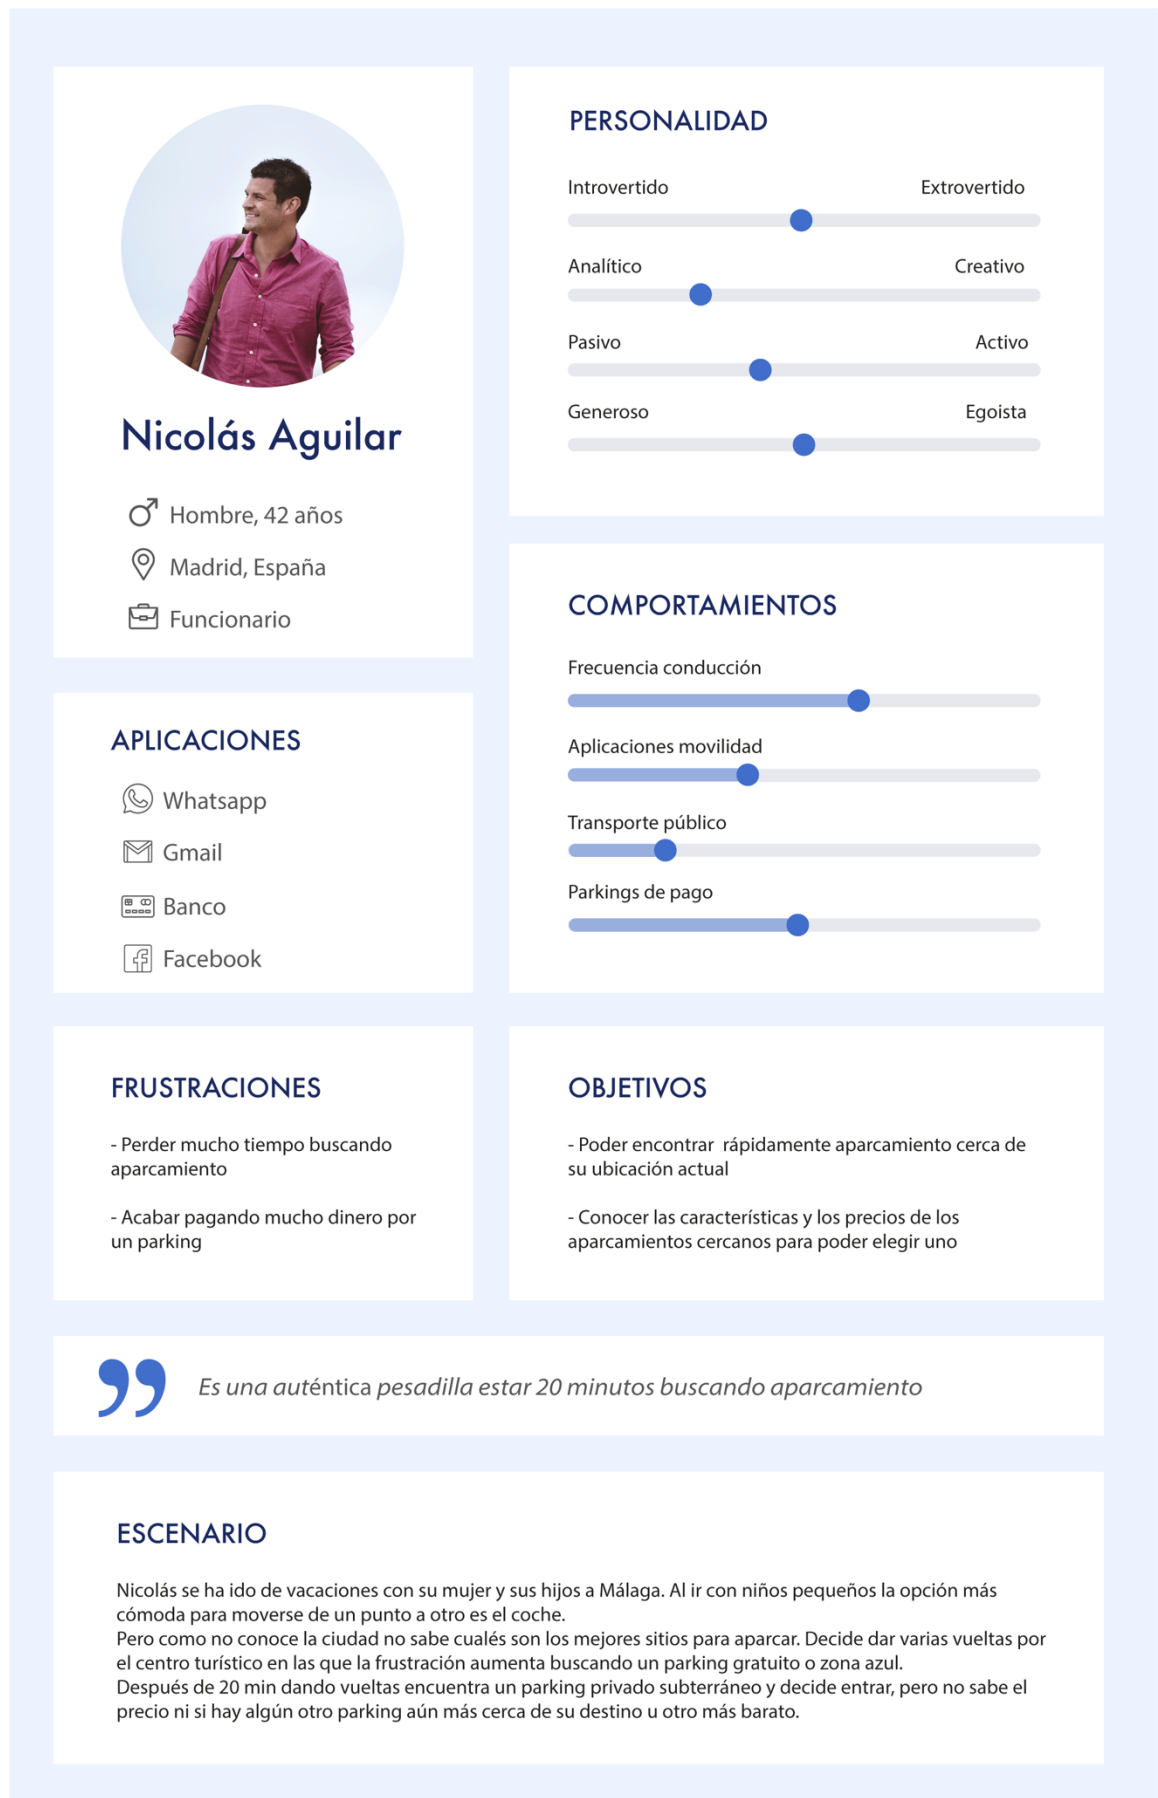 Nicolás Aguilar
Hombre, 42 años
Madrid, España
Funcionario
PERSONALIDAD
Introvertido Extrovertido
Analítico Creativo
Pasivo Activo
Generoso Egoista
APLICACIONES
Whatsapp
Gmail
Banco
Facebook
COMPORTAMIENTOS
Frecuencia conducción
Aplicaciones movilidad
Transporte público
Parkings de pago
FRUSTRACIONES
- Perder mucho tiempo buscando
aparcamiento
- Acabar pagando mucho dinero por
un parking
OBJETIVOS
- Poder encontrar rápidamente aparcamiento cerca de
su ubicación actual
- Conocer las características y los precios de los
aparcamientos cercanos para poder elegir uno
” Es una auténtica pesadilla estar 20 minutos buscando aparcamiento
ESCENARIO
Nicolás se ha ido de vacaciones con su mujer y sus hijos a Málaga. Al ir con niños pequeños la opción más
cómoda para moverse de un punto a otro es el coche.
Pero como no conoce la ciudad no sabe cualés son los mejores sitios para aparcar. Decide dar varias vueltas por
el centro turístico en las que la frustración aumenta buscando un parking gratuito o zona azul.
Después de 20 min dando vueltas encuentra un parking privado subterráneo y decide entrar, pero no sabe el
precio ni si hay algún otro parking aún más cerca de su destino u otro más barato.